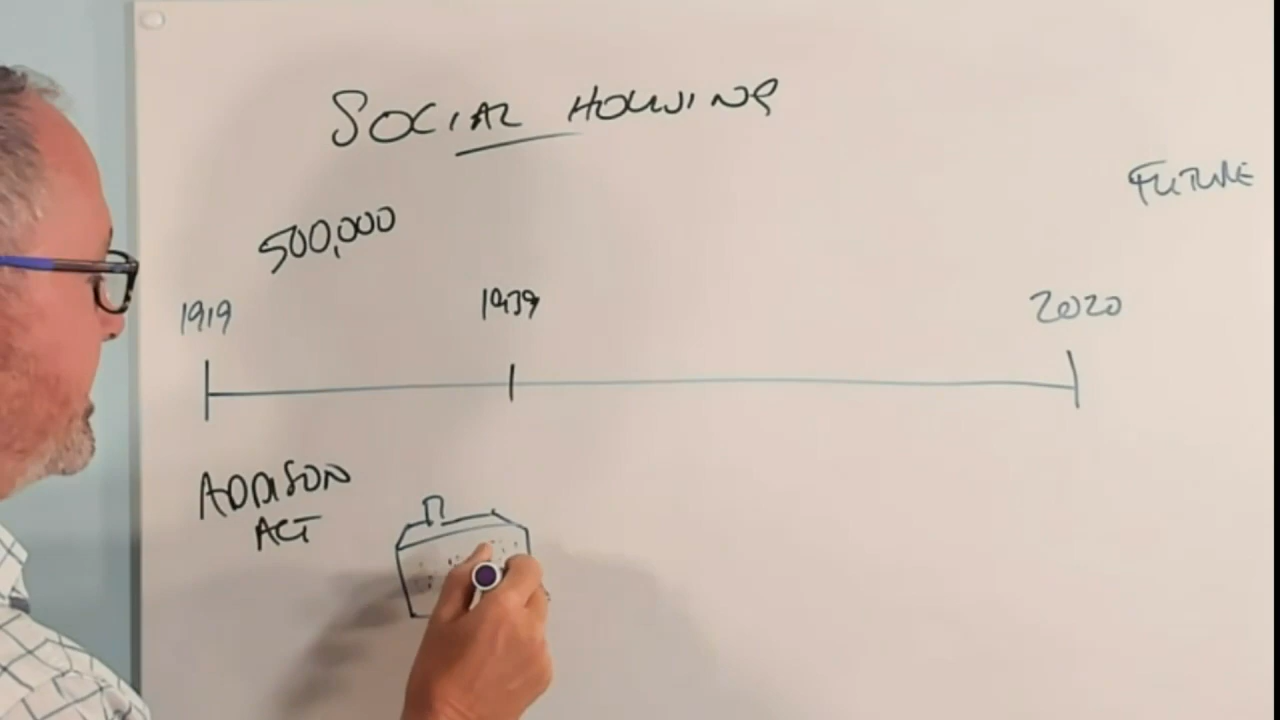 SOCIAL HOUSING
FUTURE
500,000
1919
1939
2020
ADDISON
ACT